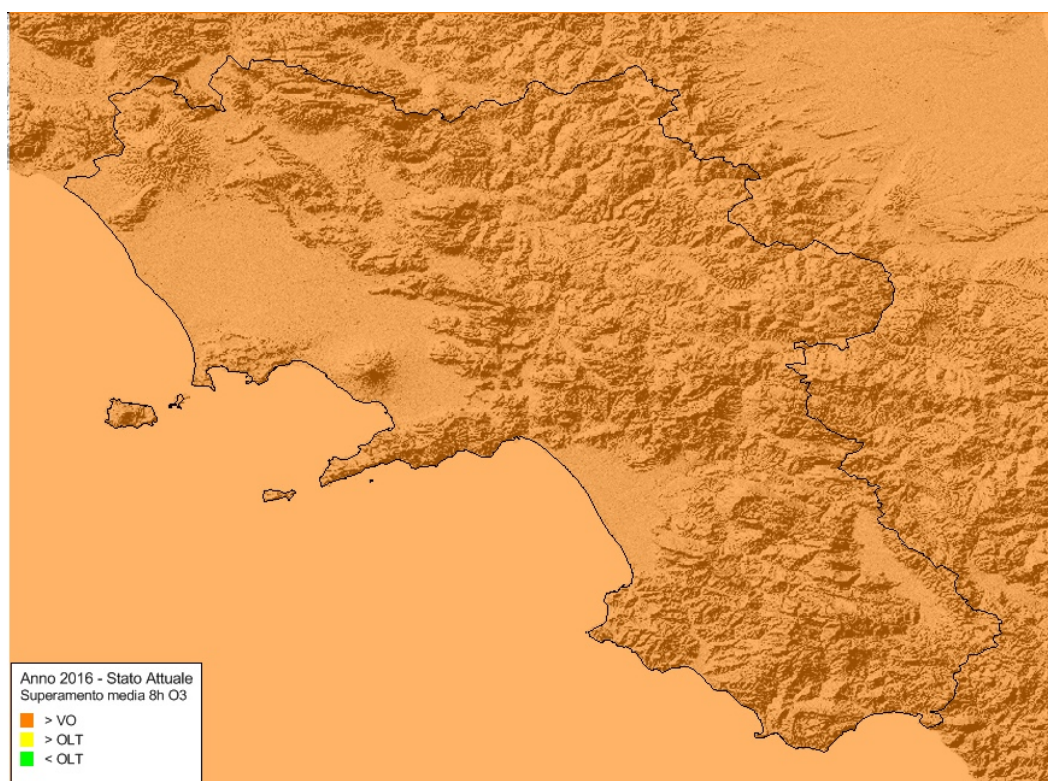 Anno 2016 - Stato Attuale
Superamento media 8h O3
> VO
> OLT
< OLT